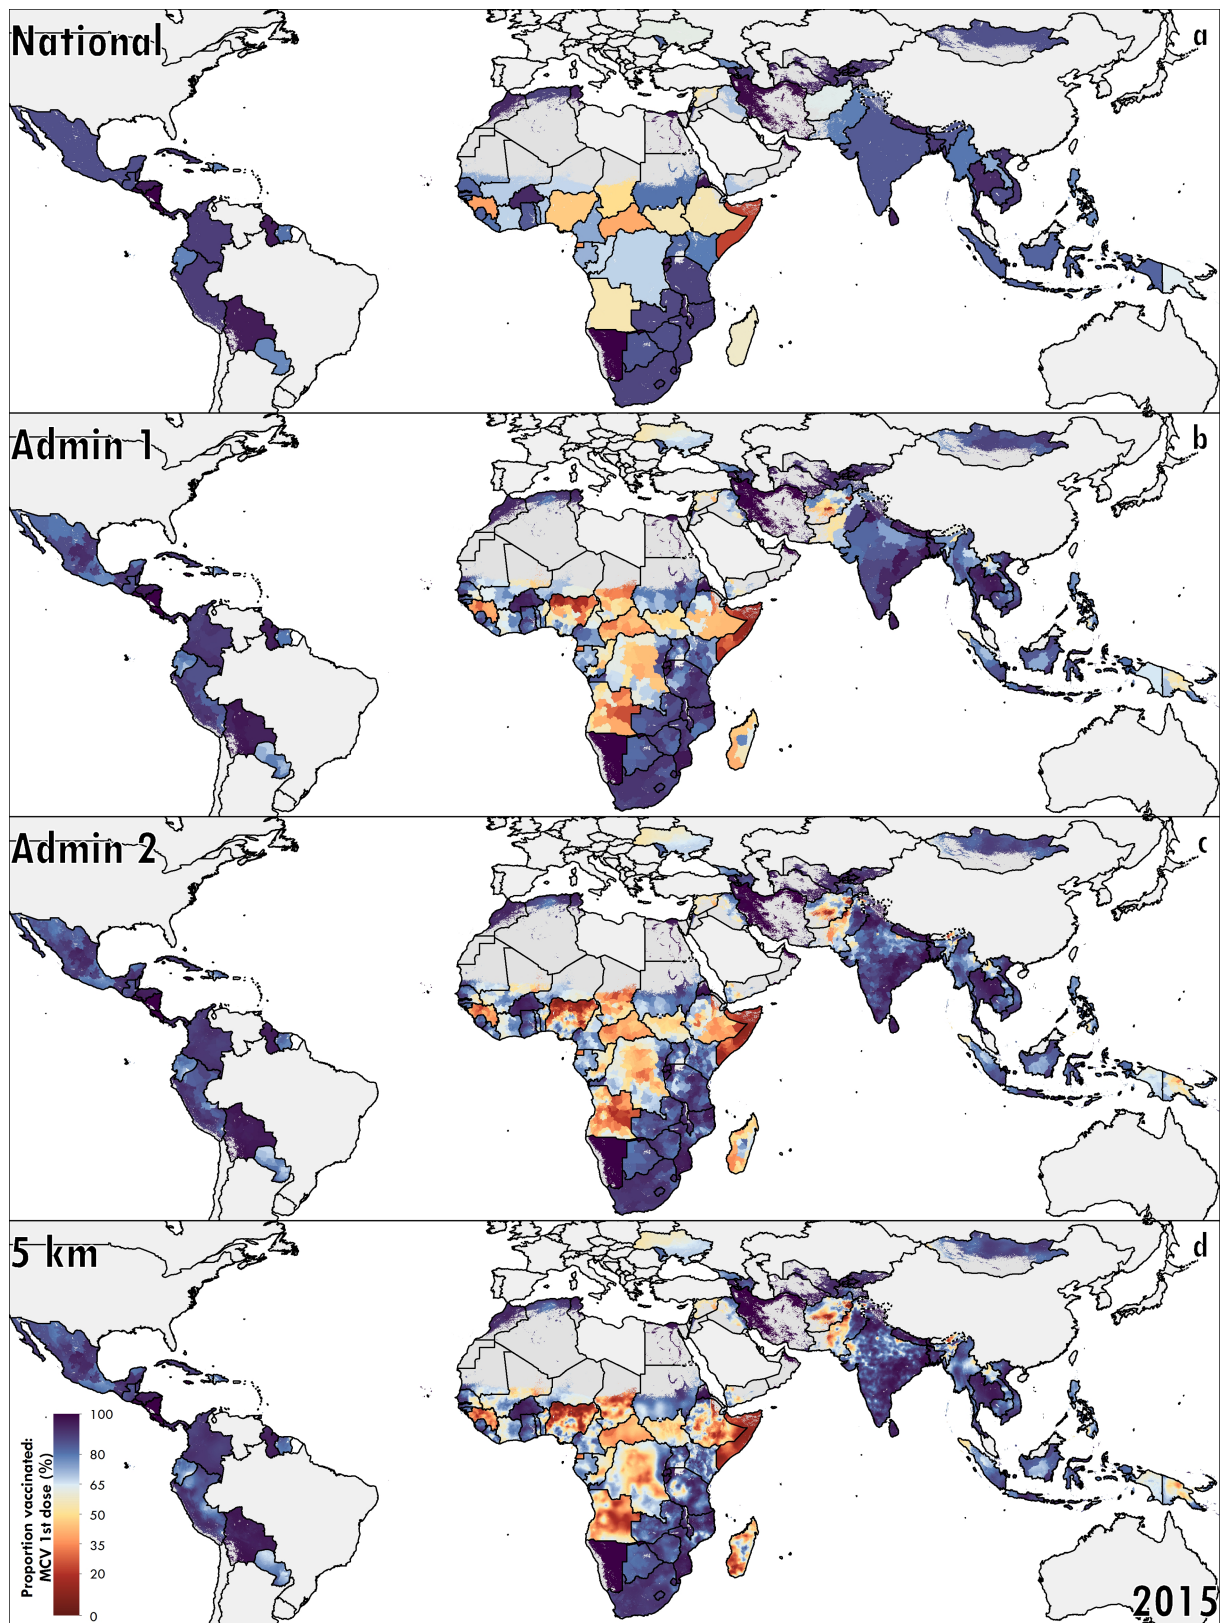 National
a
Admin 1
b
Admin 2
c
5 km
d
Proportion vaccinated:
MCV 1st dose (%)
100
80
65
50
35
20
0
2015